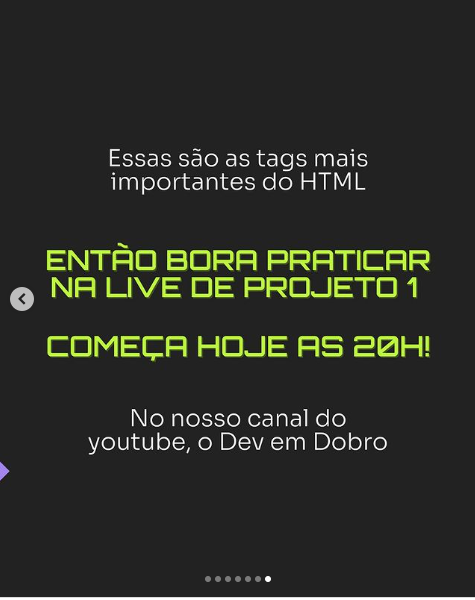 Essas são as tags mais
importantes do HTML
ENTÃO BORA PRATICAR
NA LIVE DE PROJETO 1
COMEÇA HOJE AS 20H!
No nosso canal do
youtube, o Dev em Dobro